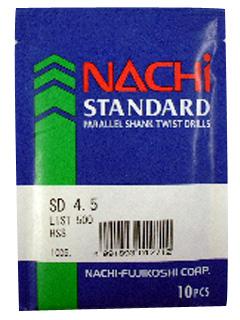 NACHi
STANDARD
PARALLEL SHANK TWIST DRILLS
SD 4.5
LIST 500
HSS
NACHI-FUJIKOSHI CORP.
10PCS